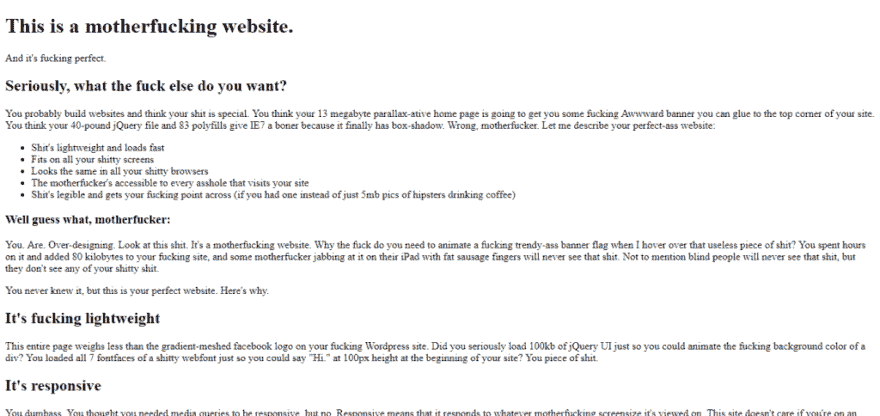 This is a motherfucking website.
And it's fucking perfect.
Seriously, what the fuck else do you want?
You probably build websites and think your shit is special. You think your 13 megabyte parallax-ative home page is going to get you some fucking Awwward banner you can glue to the top corner of your site.
You think your 40-pound jQuery file and 83 polyfills give IE7 a boner because it finally has box-shadow. Wrong, motherfucker. Let me describe your perfect-ass website:
• Shit's lightweight and loads fast
• Fits on all your shitty screens
• Looks the same in all your shitty browsers
• The motherfucker's accessible to every asshole that visits your site
• Shit's legible and gets your fucking point across (if you had one instead of just 5mb pics of hipsters drinking coffee)
Well guess what, motherfucker:
You. Are. Over-designing. Look at this shit. It's a motherfucking website. Why the fuck do you need to animate a fucking trendy-ass banner flag when I hover over that useless piece of shit? You spent hours
on it and added 80 kilobytes to your fucking site, and some motherfucker jabbing at it on their iPad with fat sausage fingers will never see that shit. Not to mention blind people will never see that shit, but
they don't see any of your shitty shit.
You never knew it, but this is your perfect website. Here's why.
It's fucking lightweight
This entire page weighs less than the gradient-meshed facebook logo on your fucking Wordpress site. Did you seriously load 100kb of jQuery UI just so you could animate the fucking background color of a
div? You loaded all 7 fontfaces of a shitty webfont just so you could say "Hi." at 100px height at the beginning of your site? You piece of shit.
It's responsive
You dumbass. You thought you needed media queries to be responsive, but no. Responsive means that it responds to whatever motherfucking screensize it's viewed on. This site doesn't care if you're on an